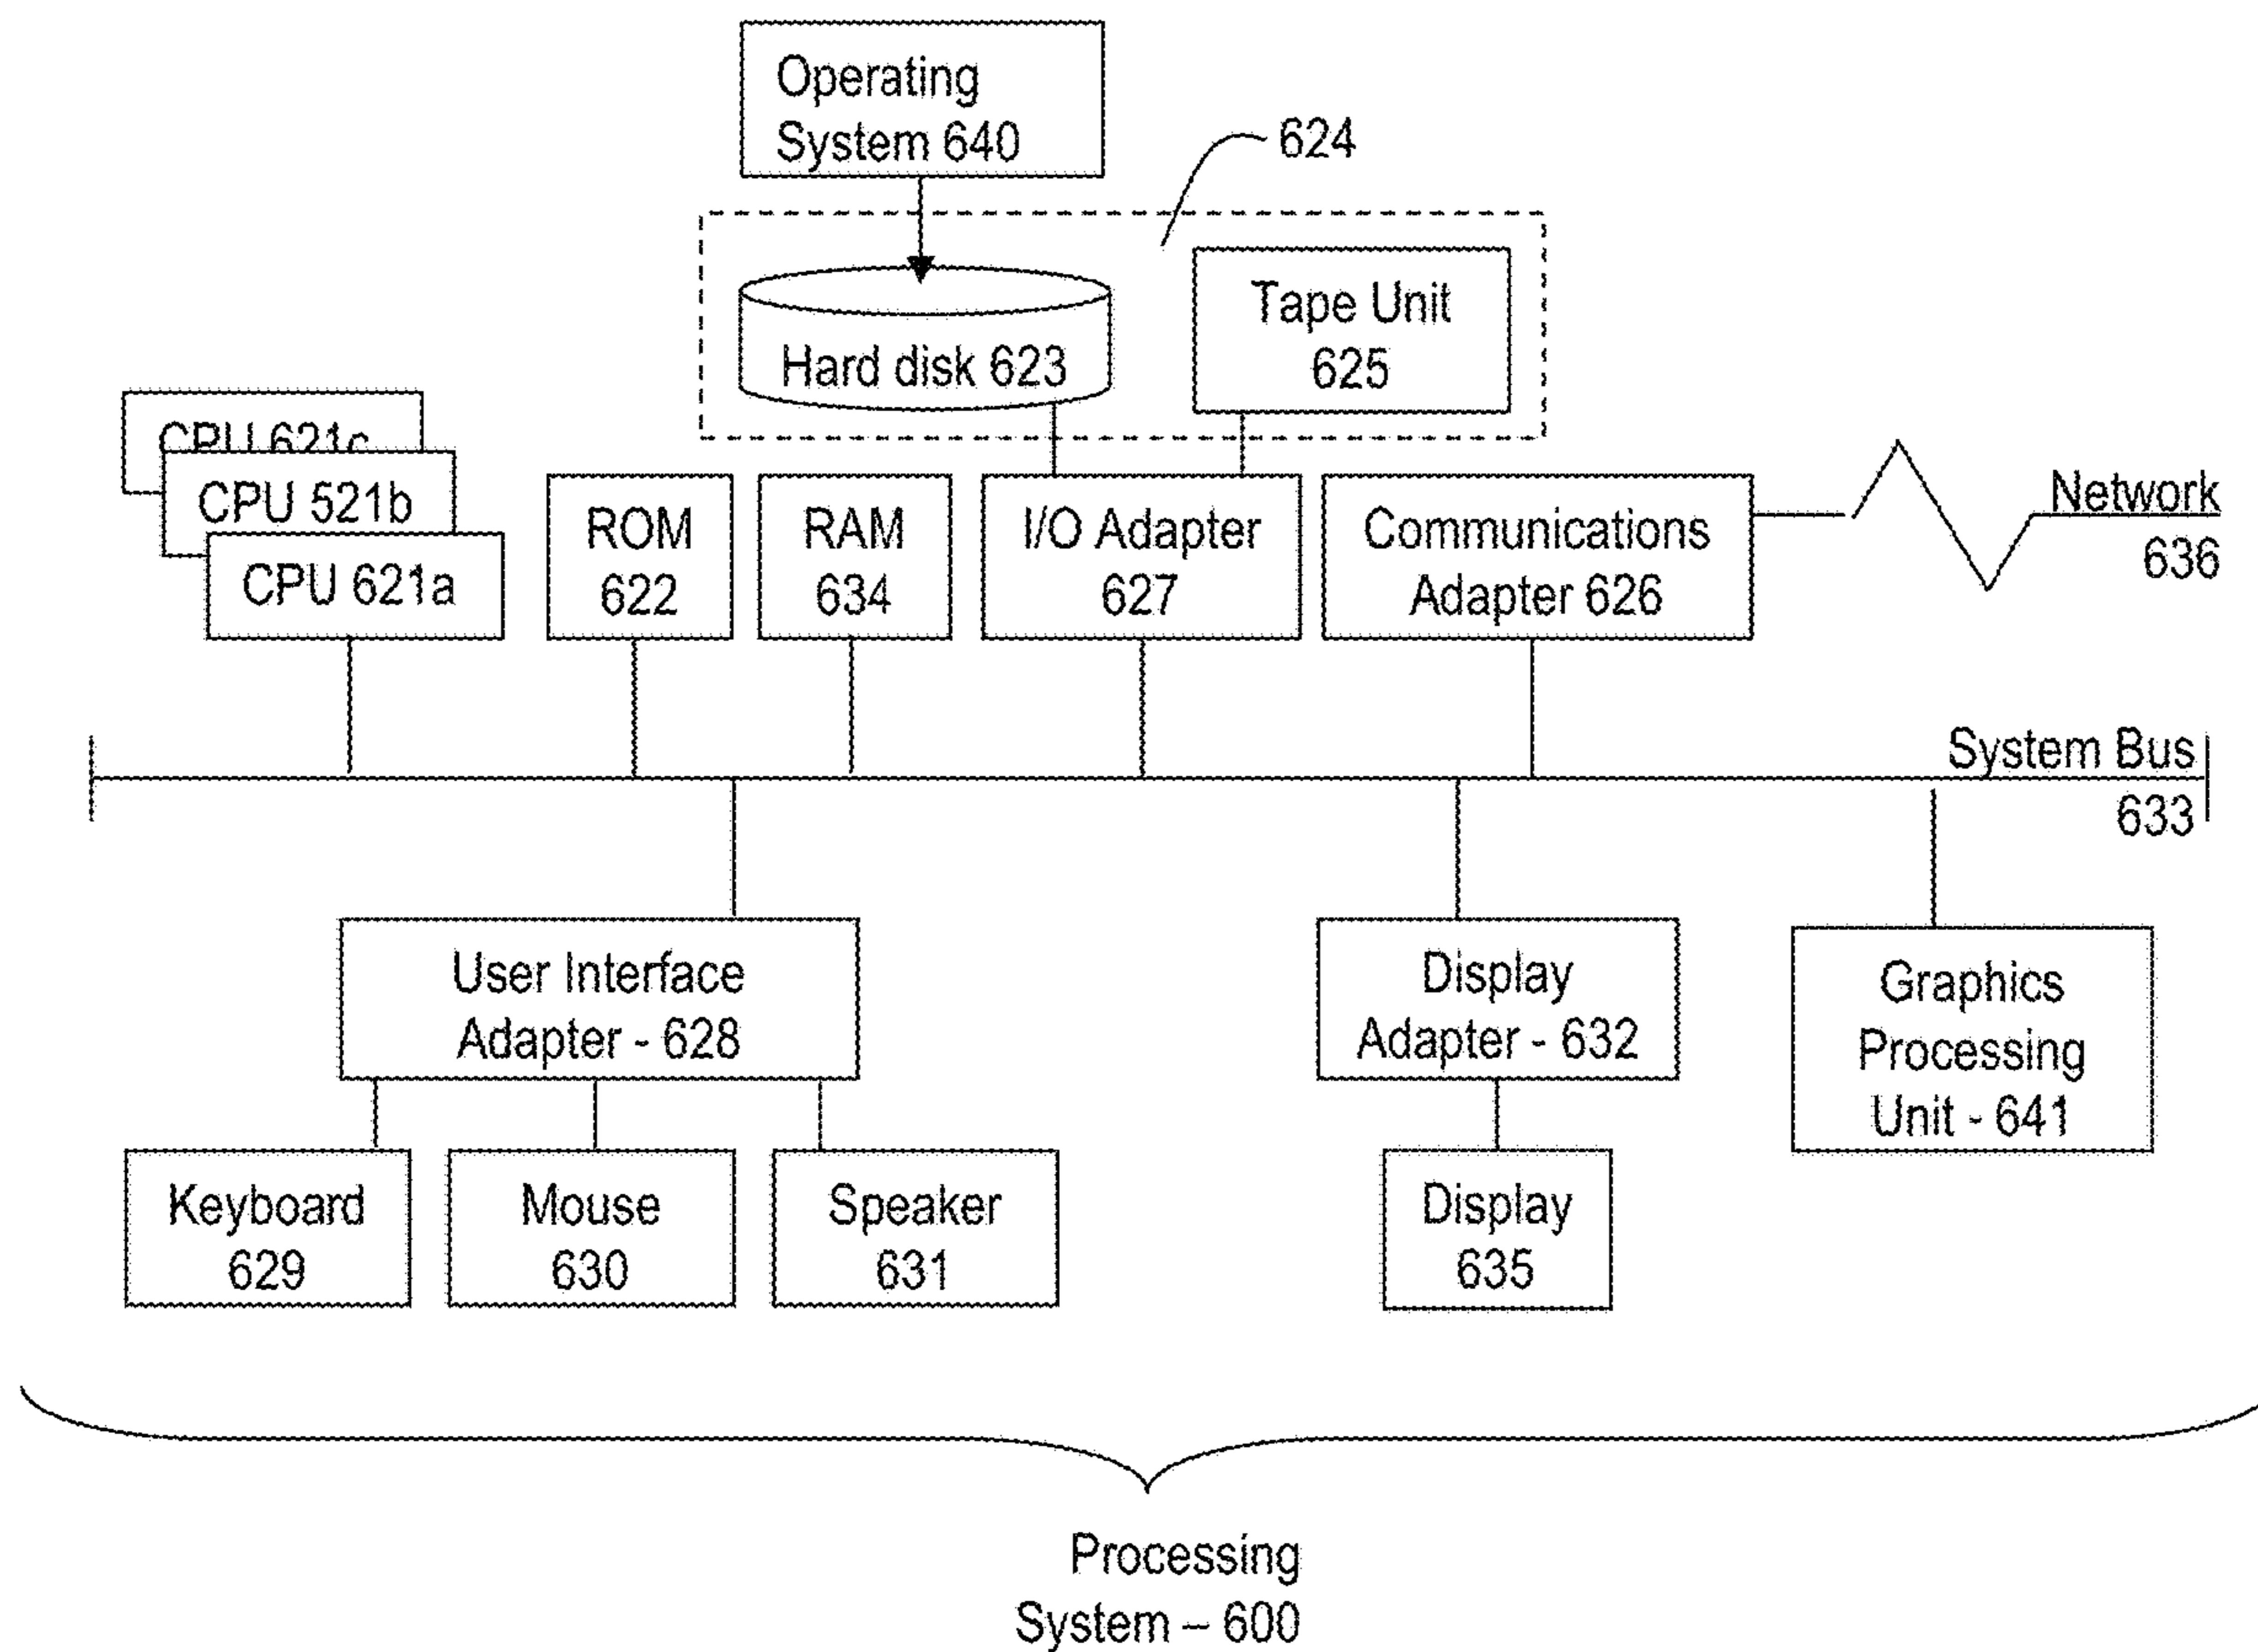 Operating
System 640
624
Hard disk 623
Tape Unit
625
CPU 621c
CPU 521b
CPU 621a
ROM
622
RAM
634
I/O Adapter
627
Communications
Adapter 626
Network
636
System Bus
633
User Interface
Adapter - 628
Display
Adapter - 632
Graphics
Processing
Unit - 641
Keyboard
629
Mouse
630
Speaker
631
Display
635
Processing
System – 600